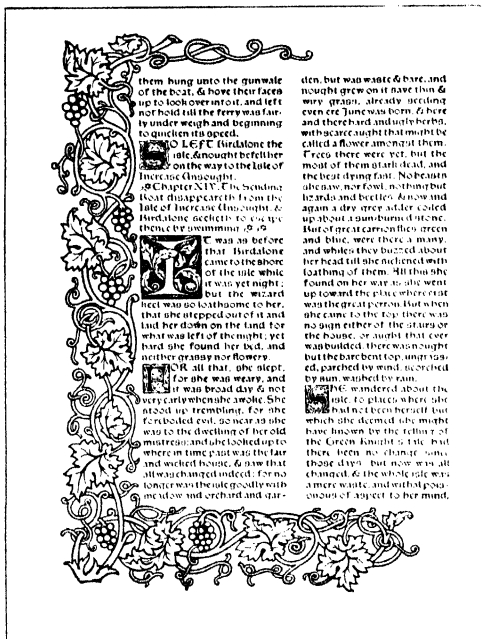 them hung unto the gunwale
of the boat, & hove their faces
up to look over into it, and left
not hold till the ferry was fair-
ly under weigh and beginning
to quicken its speed.
SO LEFT Birdalone the
isle, & nought befell her
on the way to the Isle of
Increase Unsought.
Chapter XIV. The Sending
Boat disappeareth from the
Isle of Increase Unsought, &
Birdalone seeketh to escape
thence by swimming
IT was as before
that Birdalone
came to the shore
of the isle while
it was yet night;
but the wizard
heel was so loathsome to her,
that she stepped out of it and
laid her down on the land for
what was left of the night; yet
hard she found her bed, and
neither grassy nor flowery.
FOR all that, she slept,
for she was weary, and
it was broad day & not
very early when she awoke. She
stood up trembling, for she
foreboded evil, so near as she
was to the dwelling of her old
mistress; and she looked up to
where in time past was the fair
and wicked house, & saw that
all was changed indeed; for no
longer was the isle goodly with
meadow and orchard and gar-
den, but was waste & bare, and
nought grew on it save thin &
wiry grass, already seeding
even ere June was born, & here
and there hard and ugly herbs,
with scarce aught that might be
called a flower amongst them.
Trees there were yet, but the
most of them stark dead, and
the best dying fast. No beasts
she saw, nor fowl, nothing but
lizards and beetles, & now and
again a dry grey adder coiled
up about a sun-burned stone.
But of great carrion flies green
and blue, were there a many,
and whiles they buzzed about
her head till she sickened with
loathing of them. All this she
found on her way as she went
up toward the place where erst
was the great perron. But when
she came to the top there was
no sign either of the stairs or
the house, or aught that ever
was builded, there was nought
but the bare bent top, ungrass-
ed, parched by wind, scorched
by sun, washed by rain.
SHE wandered about the
isle, to places where she
had not been herself, but
which she deemed she might
have known by the telling of
the Green Knight's tale, had
there been no change since
those days, but now was all
changed, & the whole isle was
a mere waste, and withal pois-
onous of aspect to her mind,